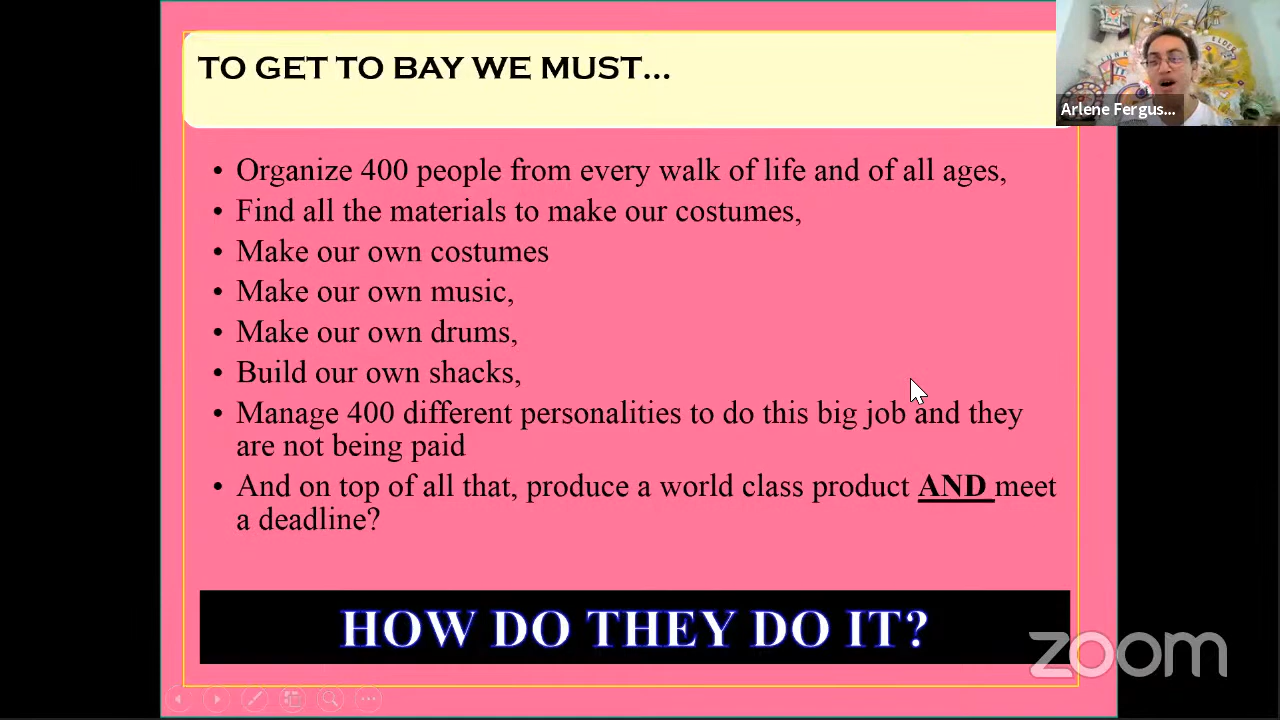 TO GET TO BAY WE MUST...
Arlene Fergus...
• Organize 400 people from every walk of life and of all ages,
• Find all the materials to make our costumes,
• Make our own costumes
• Make our own music,
• Make our own drums,
• Build our own shacks,
• Manage 400 different personalities to do this big job and they
are not being paid
• And on top of all that, produce a world class product AND meet
a deadline?
HOW DO THEY DO IT?
zoom